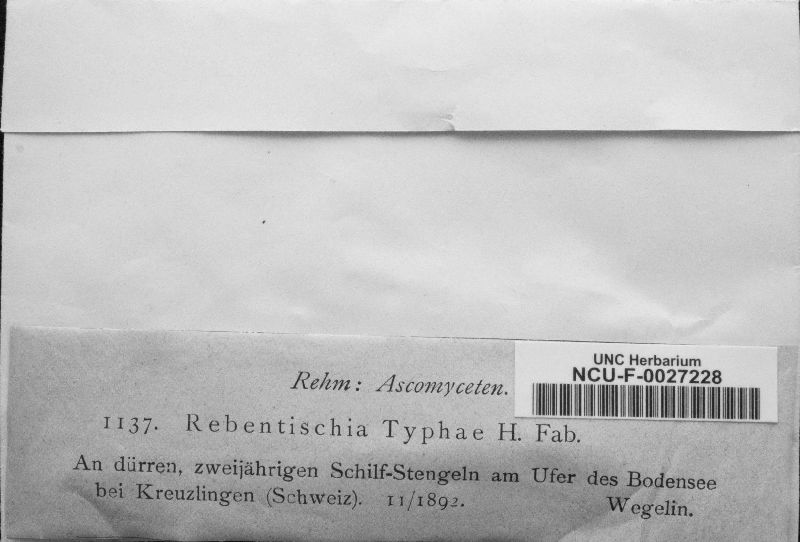 UNC Herbarium
NCU-F-0027228
Rehm: Ascomyceten.
1137. Rebentischia Typhae H. Fab.
An dürren, zweijährigen Schilf-Stengeln am Ufer des Bodensee
bei Kreuzlingen (Schweiz). 11/1892. Wegelin.